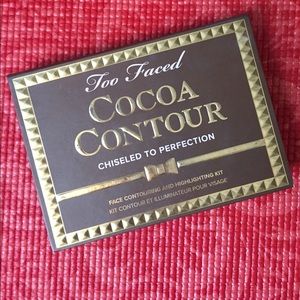 Too Faced
COCOA
CONTOUR
CHISELED TO PERFECTION
FACE CONTOURING AND HIGHLIGHTING KIT
KIT CONTOUR ET ILLUMINATEUR POUR VISAGE